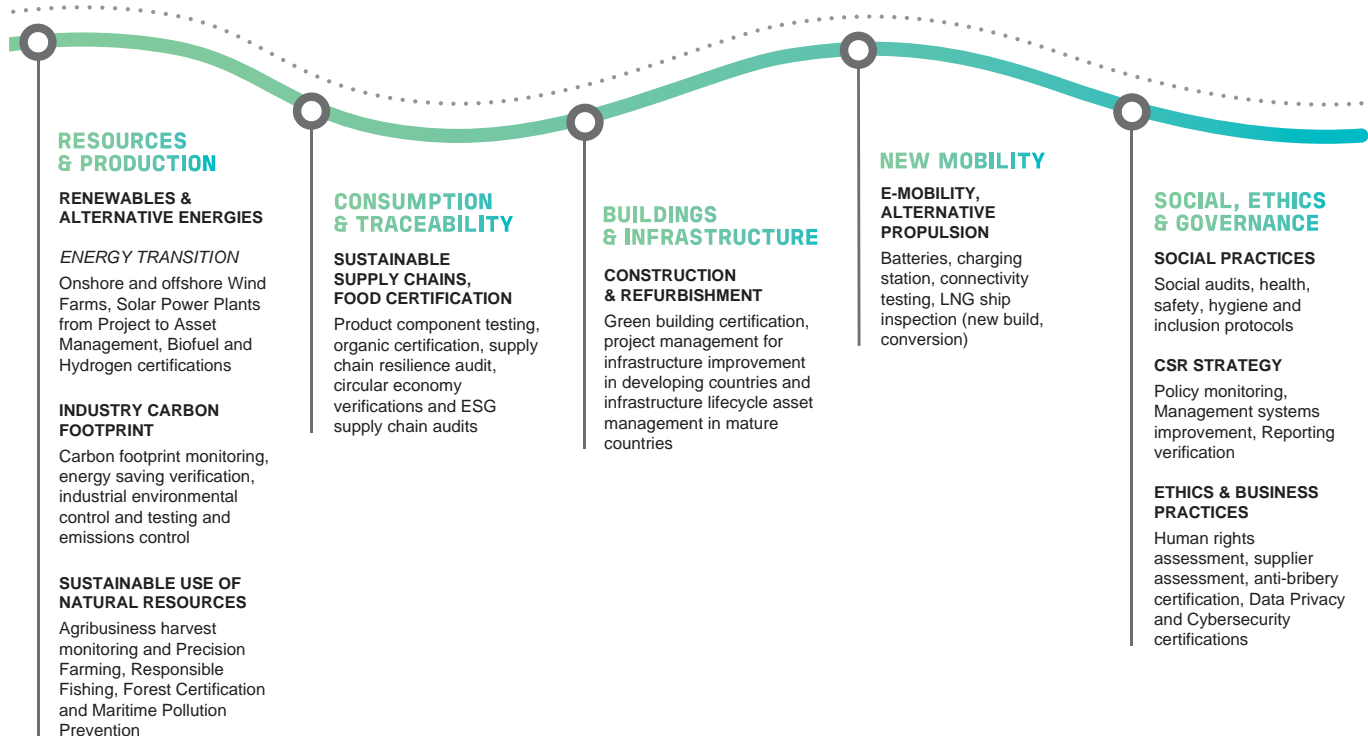 RESOURCES
& PRODUCTION
RENEWABLES &
ALTERNATIVE ENERGIES
ENERGY TRANSITION
Onshore and offshore Wind
Farms, Solar Power Plants
from Project to Asset
Management, Biofuel and
Hydrogen certifications
INDUSTRY CARBON
FOOTPRINT
Carbon footprint monitoring,
energy saving verification,
industrial environmental
control and testing and
emissions control
SUSTAINABLE USE OF
NATURAL RESOURCES
Agribusiness harvest
monitoring and Precision
Farming, Responsible
Fishing, Forest Certification
and Maritime Pollution
Prevention
CONSUMPTION
& TRACEABILITY
SUSTAINABLE
SUPPLY CHAINS,
FOOD CERTIFICATION
Product component testing,
organic certification, supply
chain resilience audit,
circular economy
verifications and ESG
supply chain audits
BUILDINGS
& INFRASTRUCTURE
CONSTRUCTION
& REFURBISHMENT
Green building certification,
project management for
infrastructure improvement
in developing countries and
infrastructure lifecycle asset
management in mature
countries
NEW MOBILITY
E-MOBILITY,
ALTERNATIVE
PROPULSION
Batteries, charging
station, connectivity
testing, LNG ship
inspection (new build,
conversion)
SOCIAL, ETHICS
& GOVERNANCE
SOCIAL PRACTICES
Social audits, health,
safety, hygiene and
inclusion protocols
CSR STRATEGY
Policy monitoring,
Management systems
improvement, Reporting
verification
ETHICS & BUSINESS
PRACTICES
Human rights
assessment, supplier
assessment, anti-bribery
certification, Data Privacy
and Cybersecurity
certifications